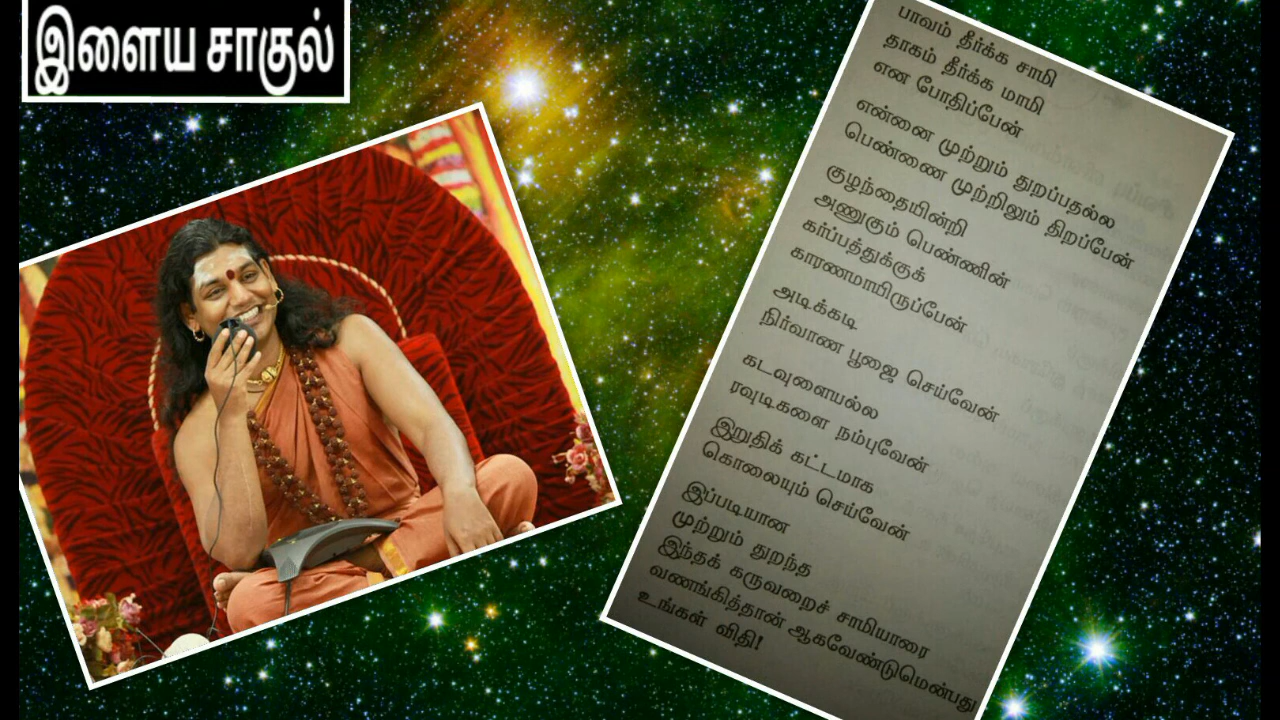 இளைய சாகுல்
பாவம் தீர்க்க சாமி
தாகம் தீர்க்க மாமி
என போதிப்பேன்
என்னை முற்றும் துறப்பதல்ல
பெண்ணை முற்றிலும் திறப்பேன்
குழந்தையின்றி
அணுகும் பெண்ணின்
கர்ப்பத்துக்குக்
காரணமாயிருப்பேன்
அடிக்கடி
நிர்வாண பூஜை செய்வேன்
கடவுளையல்ல
ரவுடிகளை நம்புவேன்
இறுதிக் கட்டமாக
கொலையும் செய்வேன்
இப்படியான
முற்றும் துறந்த
இந்தக் கருவறைச் சாமியாரை
வணங்கித்தான் ஆகவேண்டுமென்பது
உங்கள் விதி!